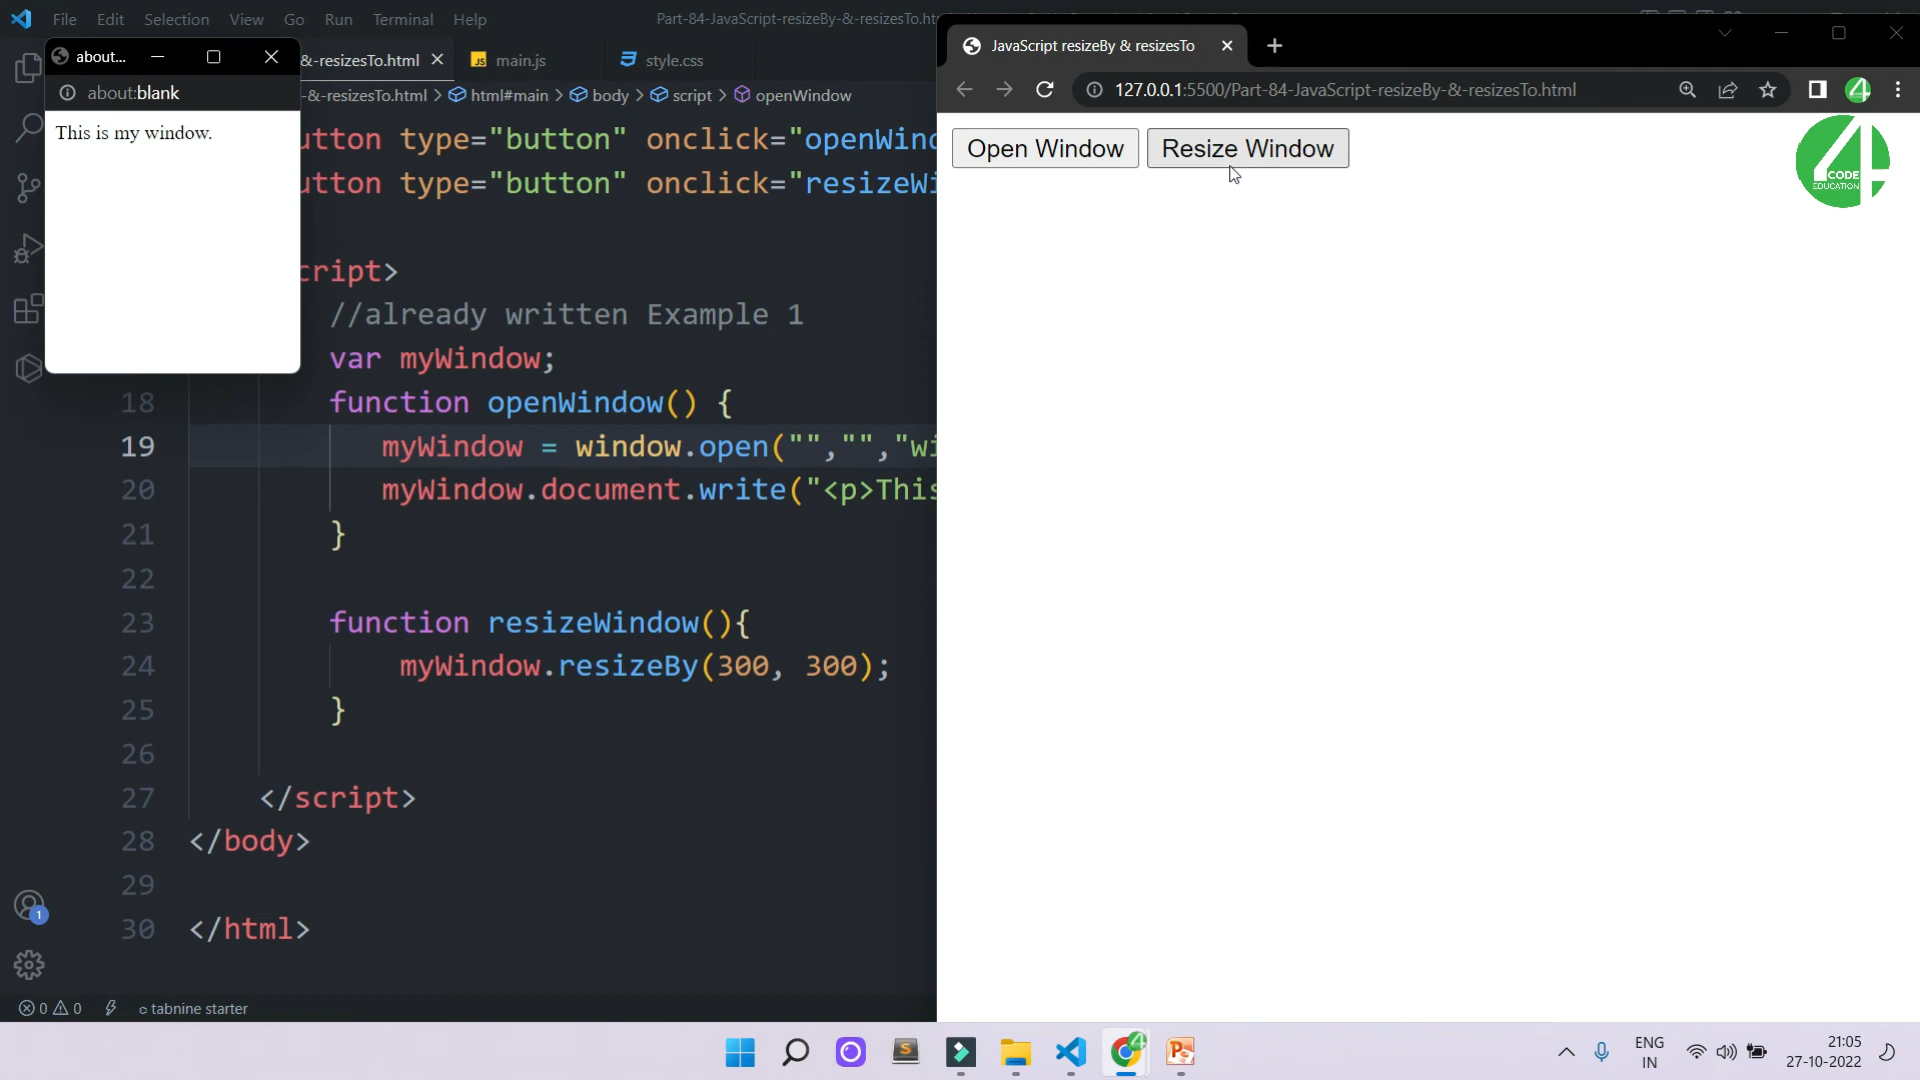 File Edit Selection View Go Run Terminal Help
Part-84-JavaScript-resizeBy-&-resizesTo.ht
about...
about:blank
This is my window.
&-resizesTo.html
main.js
style.css
-&-resizesTo.html > html#main > body > script > openWindow
utton type="button" onclick="openWind
utton type="button" onclick="resizeWi
cript>
//already written Example 1
var myWindow;
18 function openWindow() {
19 myWindow = window.open("","","wi
20 myWindow.document.write("<p>This
21 }
22
23 function resizeWindow(){
24 myWindow.resizeBy(300, 300);
25 }
26
27 </script>
28 </body>
29
30 </html>
1
0 0 tabnine starter
JavaScript resizeBy & resizesTo
127.0.0.1:5500/Part-84-JavaScript-resizeBy-&-resizesTo.html
4
Open Window Resize Window
4
CODE
EDUCATION
ENG
IN
21:05
27-10-2022